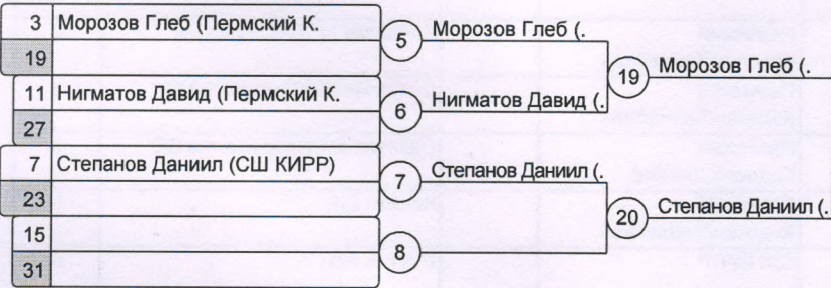 3 Морозов Глеб (Пермский К.
19
5 Морозов Глеб (.
19 Морозов Глеб (.
11 Нигматов Давид (Пермский К.
27
6 Нигматов Давид (.
7 Степанов Даниил (СШ КИРР)
23
7 Степанов Даниил (.
20 Степанов Даниил (.
15
31
8